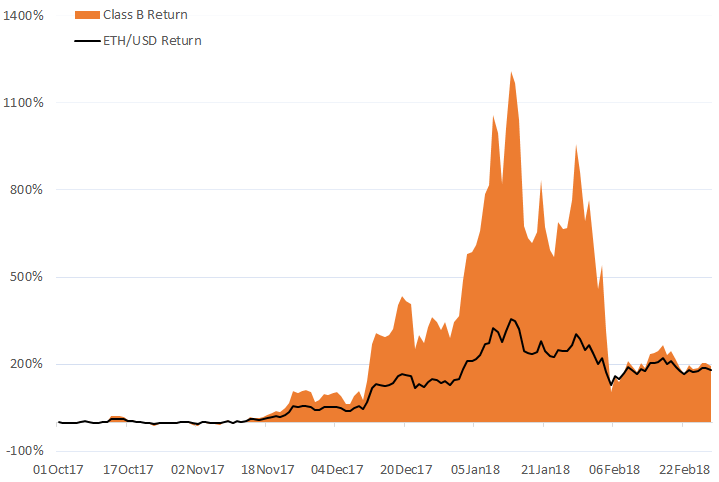 1400%
Class B Return
ETH/USD Return
1100%
800%
500%
200%
-100%
01Oct17 17Oct17 02Nov17 18Nov17 04Dec17 20Dec17 05Jan18 21Jan18 06Feb18 22Feb18